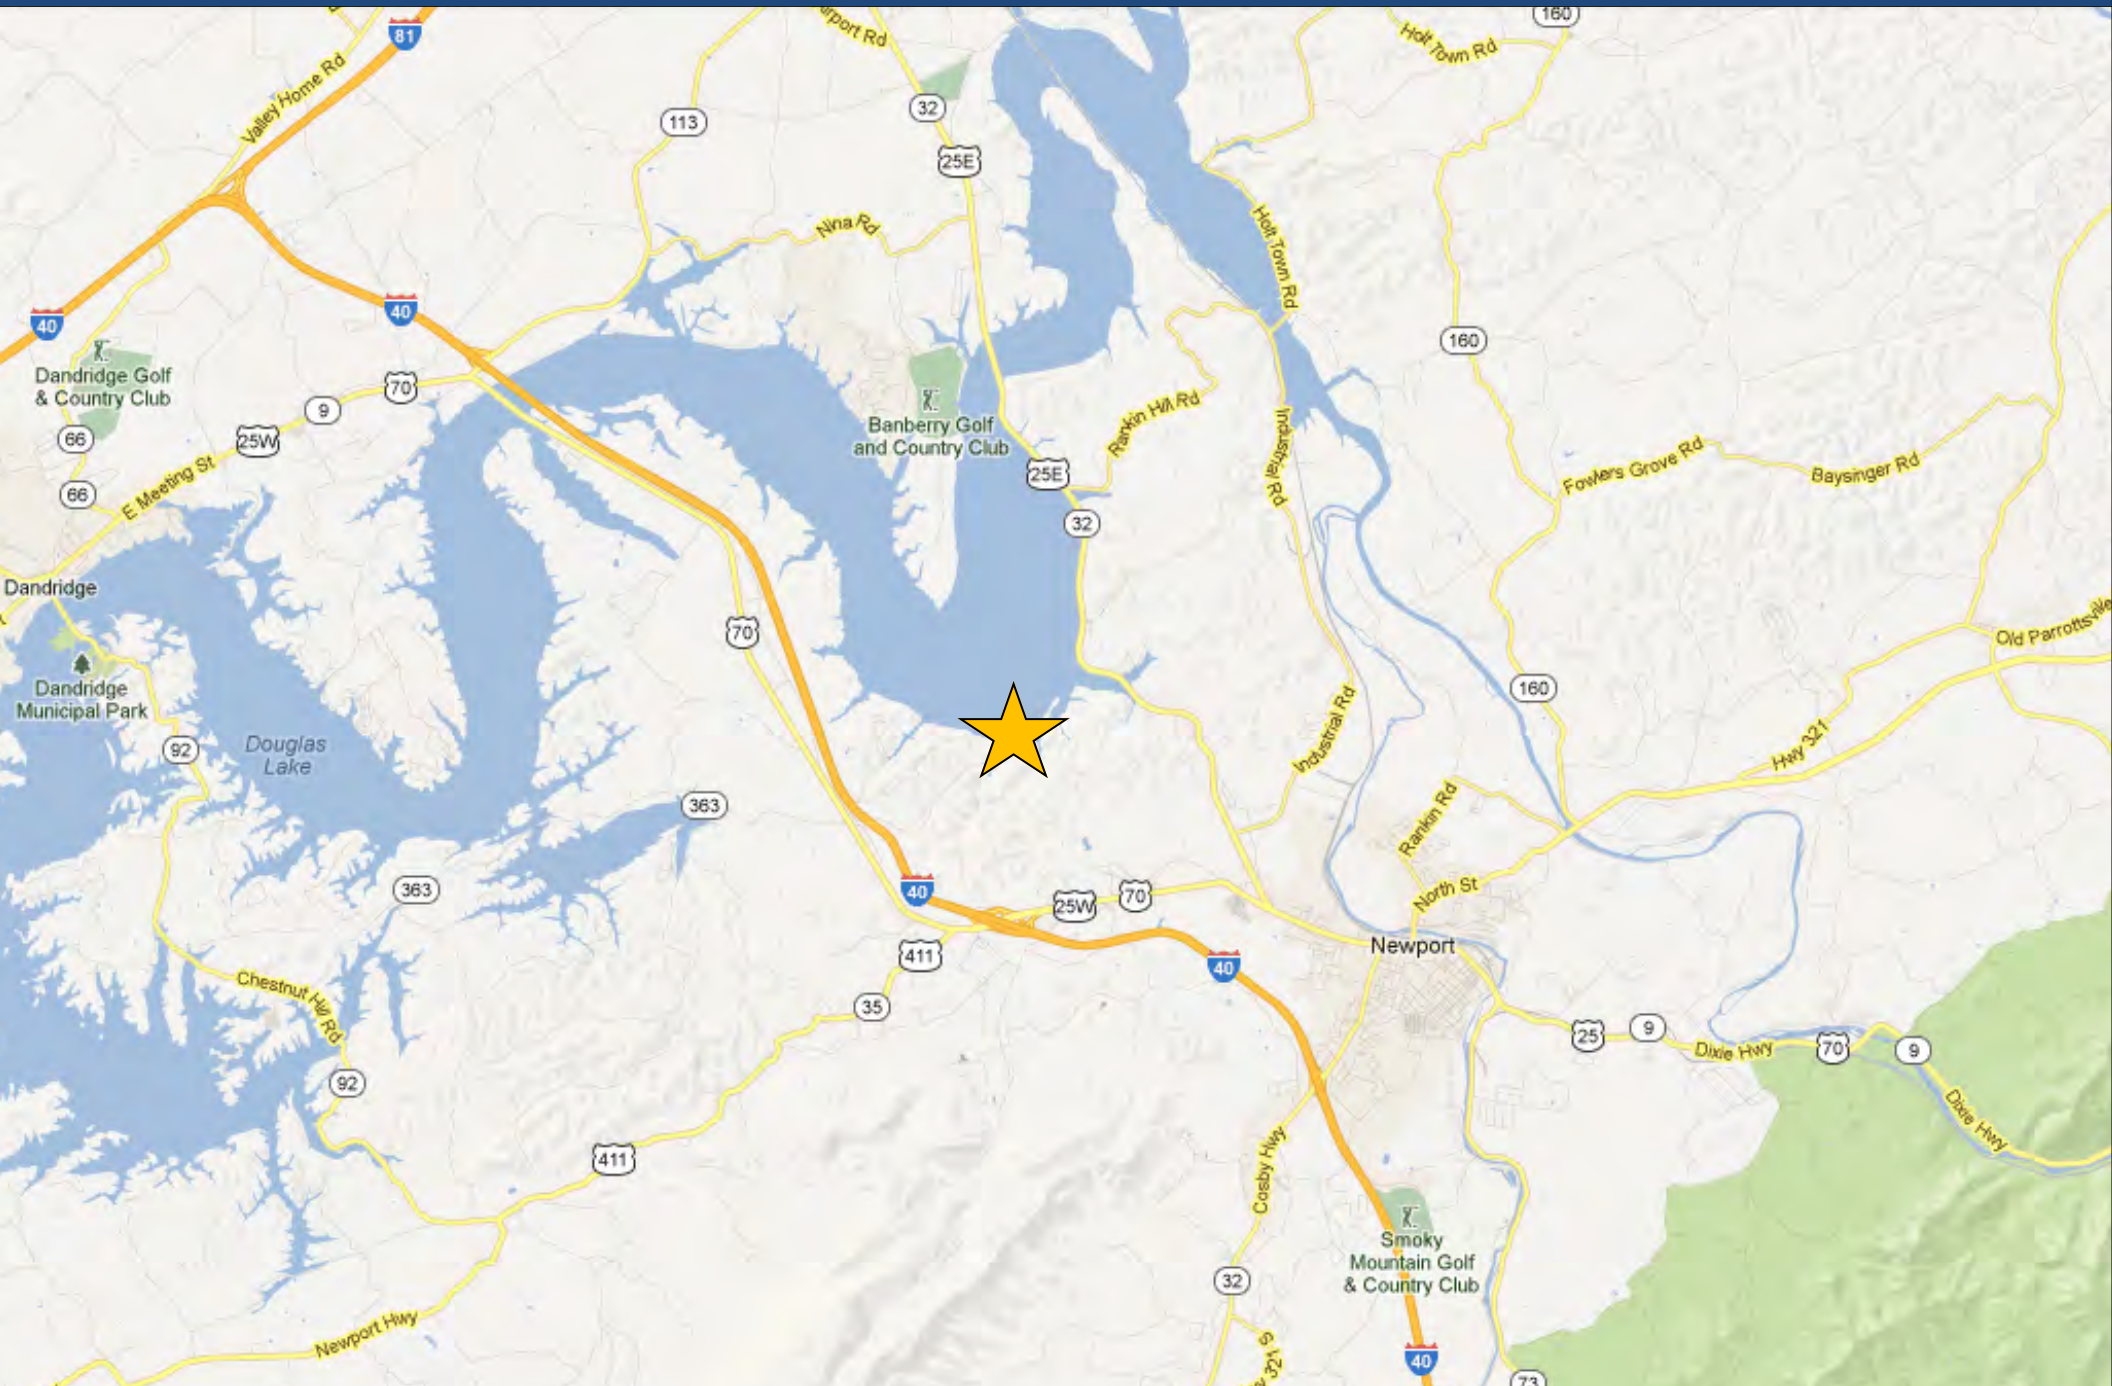 160
81
Holt Town Rd
Valley Home Rd
32
113
25E
Nina Rd
Holt Town Rd
40
40
160
Dandridge Golf
& Country Club
70
9
Rankin Hill Rd
66
25W
Banberry Golf
and Country Club
Industrial Rd
E Meeting St
25E
Fowlers Grove Rd
Baysinger Rd
66
32
Dandridge
70
Old Parrottsville
Dandridge
Municipal Park
160
92
Douglas
Lake
Industrial Rd
Hwy 321
363
Rankin Rd
363
40
25W
70
North St
Newport
411
40
Chestnut Hill Rd
35
25
9
Dixie Hwy
70
9
92
Dixie Hwy
411
Cosby Hwy
Smoky
Mountain Golf
& Country Club
32
Newport Hwy
40
73